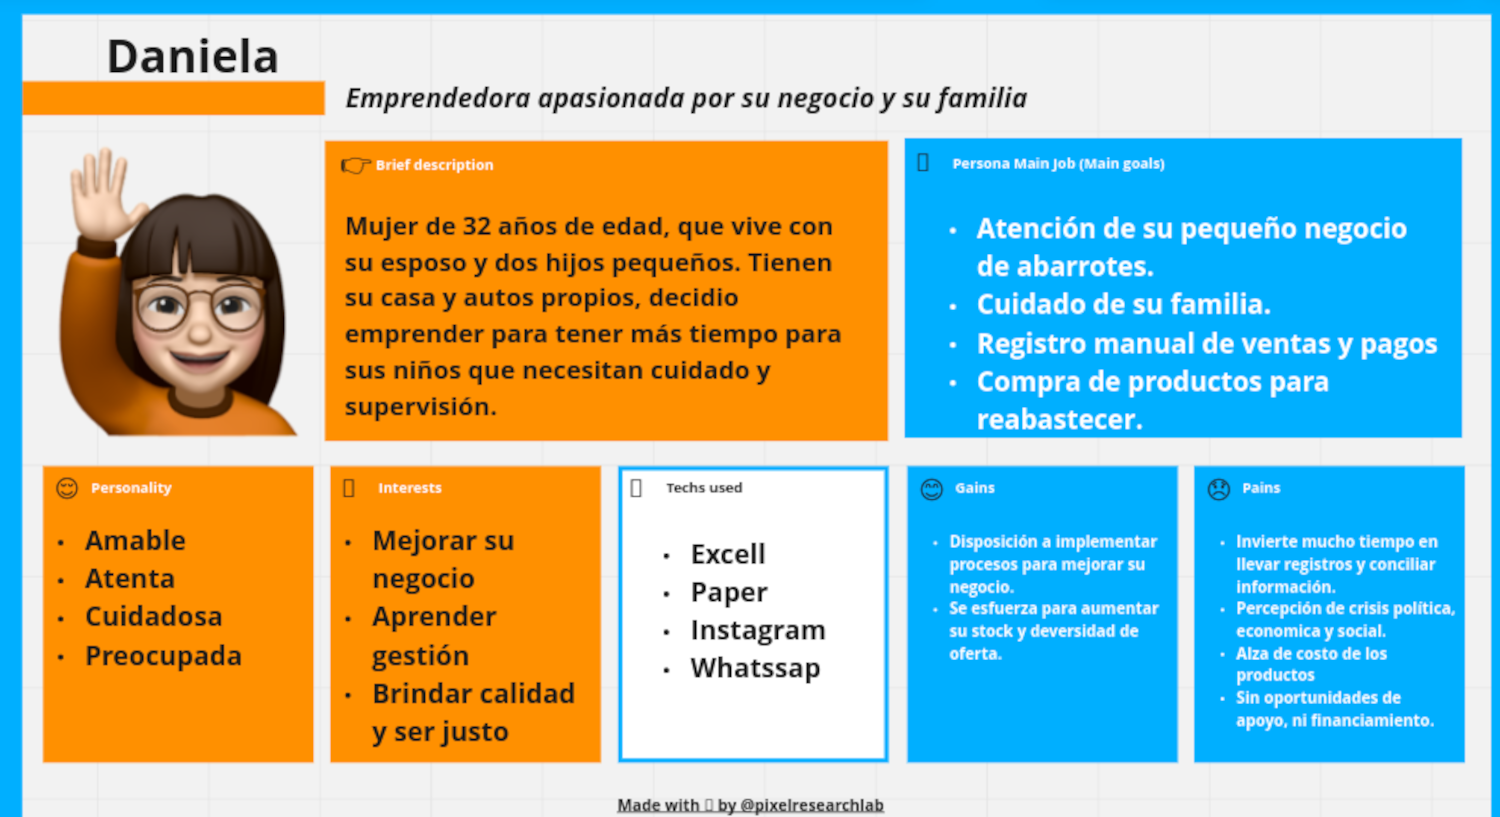 Daniela
Emprendedora apasionada por su negocio y su familia
👉 Brief description
Mujer de 32 años de edad, que vive con
su esposo y dos hijos pequeños. Tienen
su casa y autos propios, decidio
emprender para tener más tiempo para
sus niños que necesitan cuidado y
supervisión.
Persona Main Job (Main goals)
• Atención de su pequeño negocio
de abarrotes.
• Cuidado de su familia.
• Registro manual de ventas y pagos
• Compra de productos para
reabastecer.
Personality
• Amable
• Atenta
• Cuidadosa
• Preocupada
Interests
• Mejorar su
negocio
• Aprender
gestión
• Brindar calidad
y ser justo
Techs used
• Excell
• Paper
• Instagram
• Whatssap
Gains
• Disposición a implementar
procesos para mejorar su
negocio.
• Se esfuerza para aumentar
su stock y deversidad de
oferta.
Pains
• Invierte mucho tiempo en
llevar registros y conciliar
información.
• Percepción de crisis política,
economica y social.
• Alza de costo de los
productos
• Sin oportunidades de
apoyo, ni financiamiento.
Made with ▯ by @pixelresearchlab